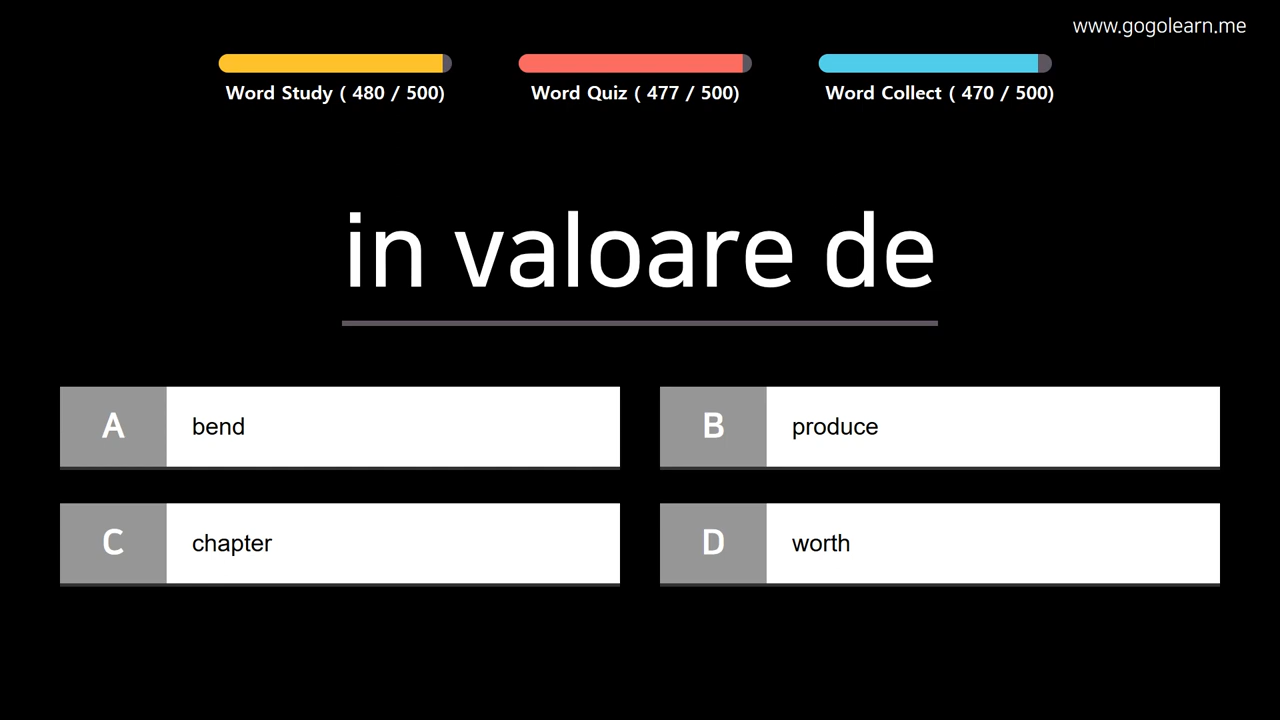 www.gogolearn.me
Word Study ( 480 / 500)
Word Quiz ( 477 / 500)
Word Collect ( 470 / 500)
in valoare de
A bend
B produce
C chapter
D worth